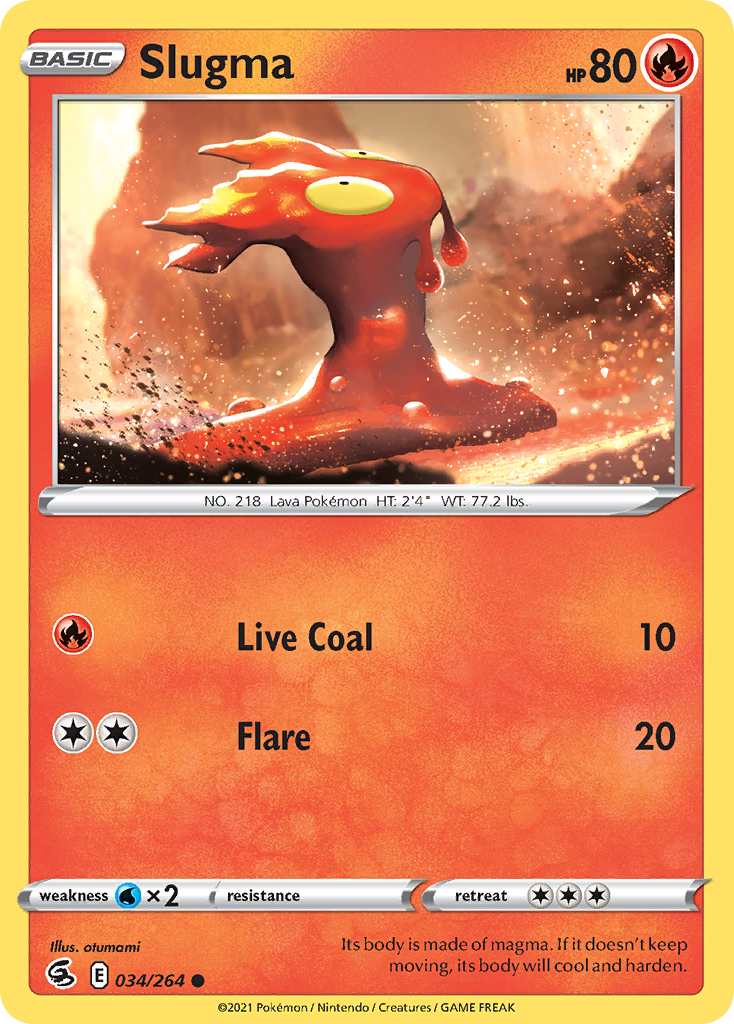 BASIC Slugma HP 80
NO. 218 Lava Pokémon HT: 2'4" WT: 77.2 lbs.
Live Coal 10
Flare 20
weakness ×2 resistance retreat
Illus. otumami
Its body is made of magma. If it doesn't keep
moving, its body will cool and harden.
E 034/264
©2021 Pokémon / Nintendo / Creatures / GAME FREAK